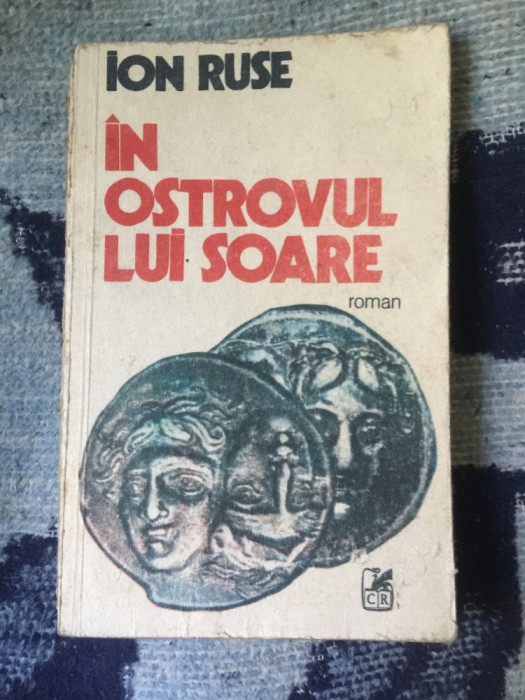 ION RUSE
ÎN
OSTROVUL
LUI SOARE
roman
CR